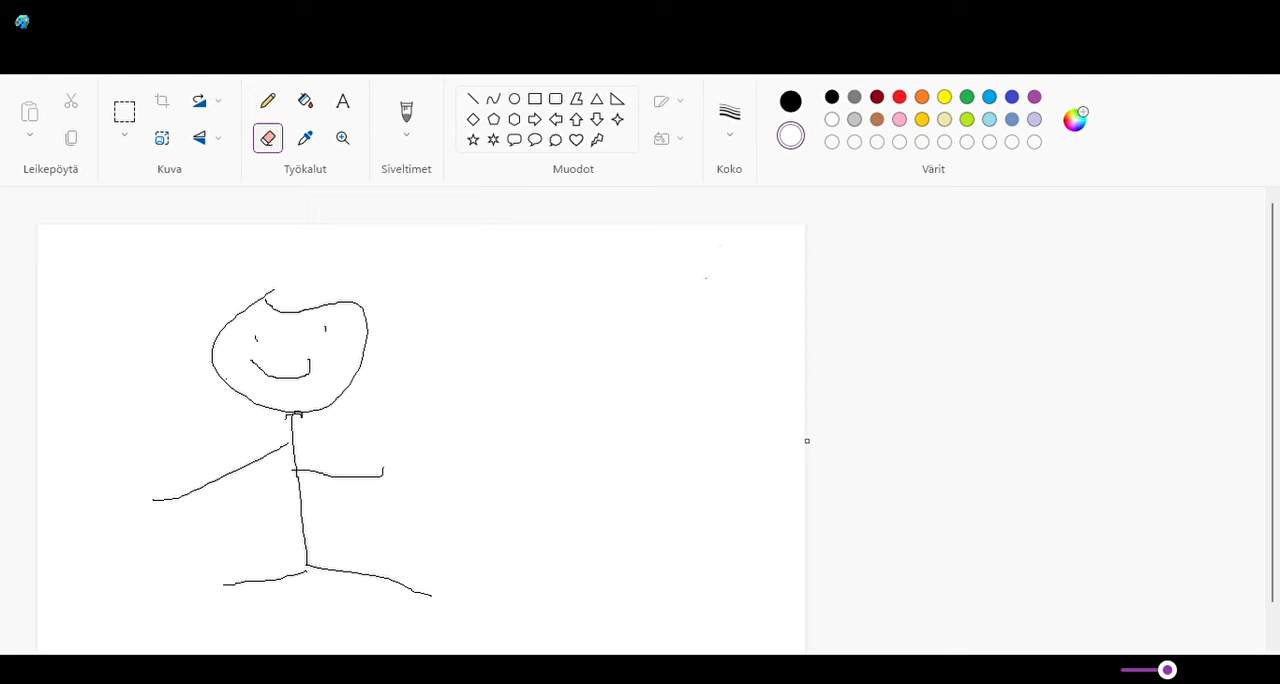 Leikepöytä
Kuva
Työkalut
Siveltimet
Muodot
Koko
Värit